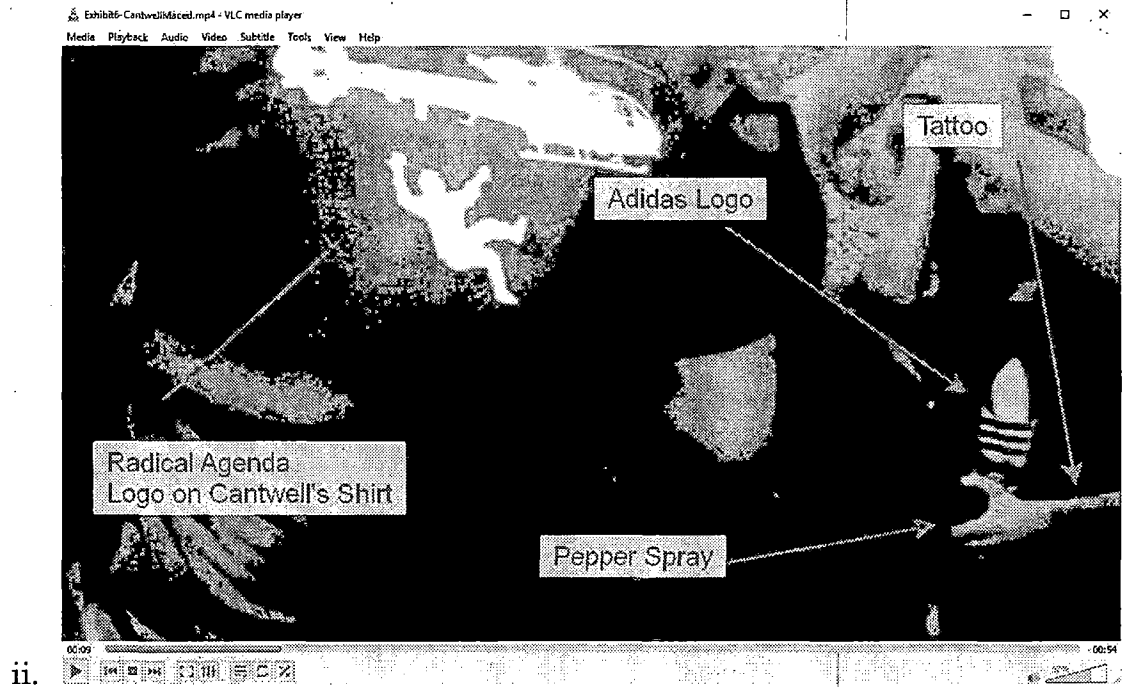 Exhibit6-CantwellMaced.mp4 - VLC media player
Media Playback Audio Video Subtitle Tools View Help
Tattoo
Adidas Logo
Radical Agenda
Logo on Cantwell's Shirt
Pepper Spray
00:09
-00:54
ii.